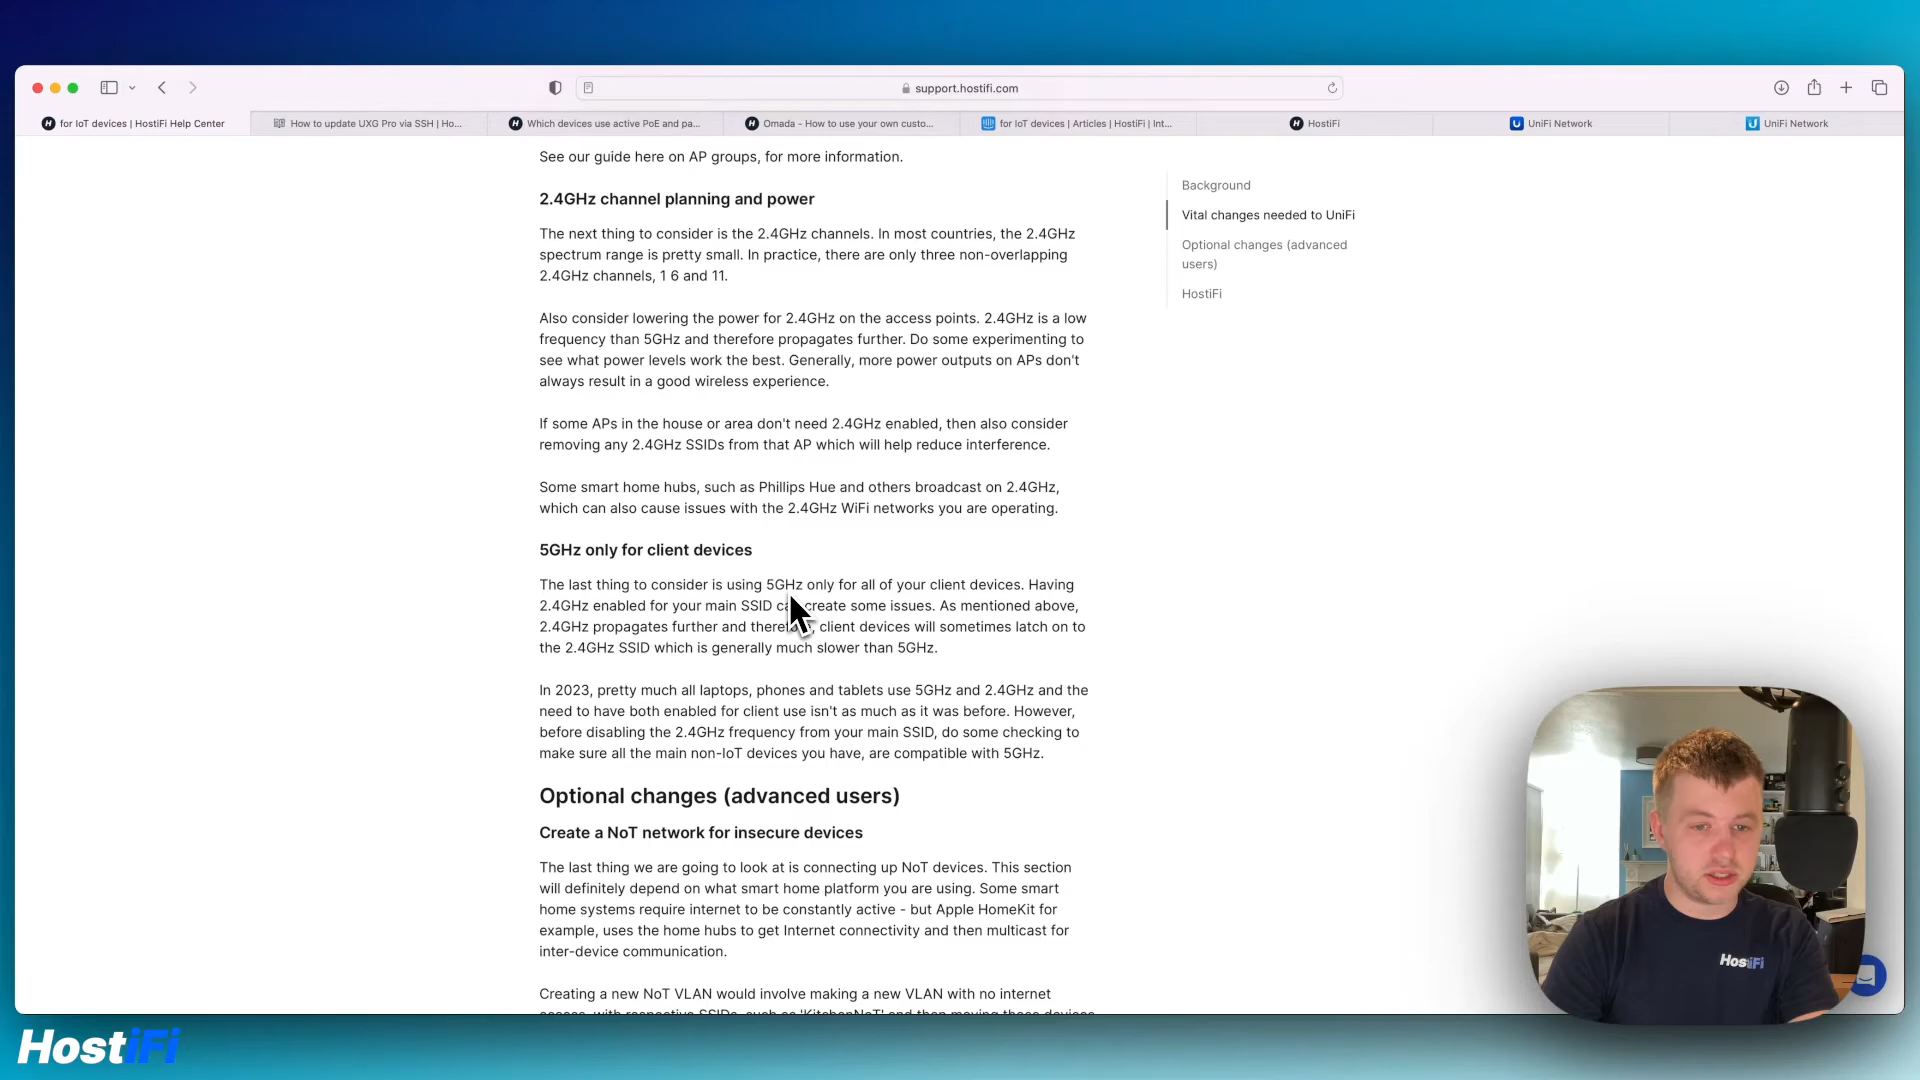 support.hostifi.com
for IoT devices | HostiFi Help Center
How to update UXG Pro via SSH | Ho...
Which devices use active PoE and pa...
Omada - How to use your own custo...
for IoT devices | Articles | HostiFi | Int...
HostiFi
UniFi Network
UniFi Network
See our guide here on AP groups, for more information.
2.4GHz channel planning and power
The next thing to consider is the 2.4GHz channels. In most countries, the 2.4GHz
spectrum range is pretty small. In practice, there are only three non-overlapping
2.4GHz channels, 1 6 and 11.
Also consider lowering the power for 2.4GHz on the access points. 2.4GHz is a low
frequency than 5GHz and therefore propagates further. Do some experimenting to
see what power levels work the best. Generally, more power outputs on APs don't
always result in a good wireless experience.
If some APs in the house or area don't need 2.4GHz enabled, then also consider
removing any 2.4GHz SSIDs from that AP which will help reduce interference.
Some smart home hubs, such as Phillips Hue and others broadcast on 2.4GHz,
which can also cause issues with the 2.4GHz WiFi networks you are operating.
5GHz only for client devices
The last thing to consider is using 5GHz only for all of your client devices. Having
2.4GHz enabled for your main SSID can create some issues. As mentioned above,
2.4GHz propagates further and therefore, client devices will sometimes latch on to
the 2.4GHz SSID which is generally much slower than 5GHz.
In 2023, pretty much all laptops, phones and tablets use 5GHz and 2.4GHz and the
need to have both enabled for client use isn't as much as it was before. However,
before disabling the 2.4GHz frequency from your main SSID, do some checking to
make sure all the main non-IoT devices you have, are compatible with 5GHz.
Optional changes (advanced users)
Create a NoT network for insecure devices
The last thing we are going to look at is connecting up NoT devices. This section
will definitely depend on what smart home platform you are using. Some smart
home systems require internet to be constantly active - but Apple HomeKit for
example, uses the home hubs to get Internet connectivity and then multicast for
inter-device communication.
Creating a new NoT VLAN would involve making a new VLAN with no internet
access, with respective SSIDs, such as 'KitchenNoT' and then moving these devices
Background
Vital changes needed to UniFi
Optional changes (advanced
users)
HostiFi
HostiFi
HostiFi